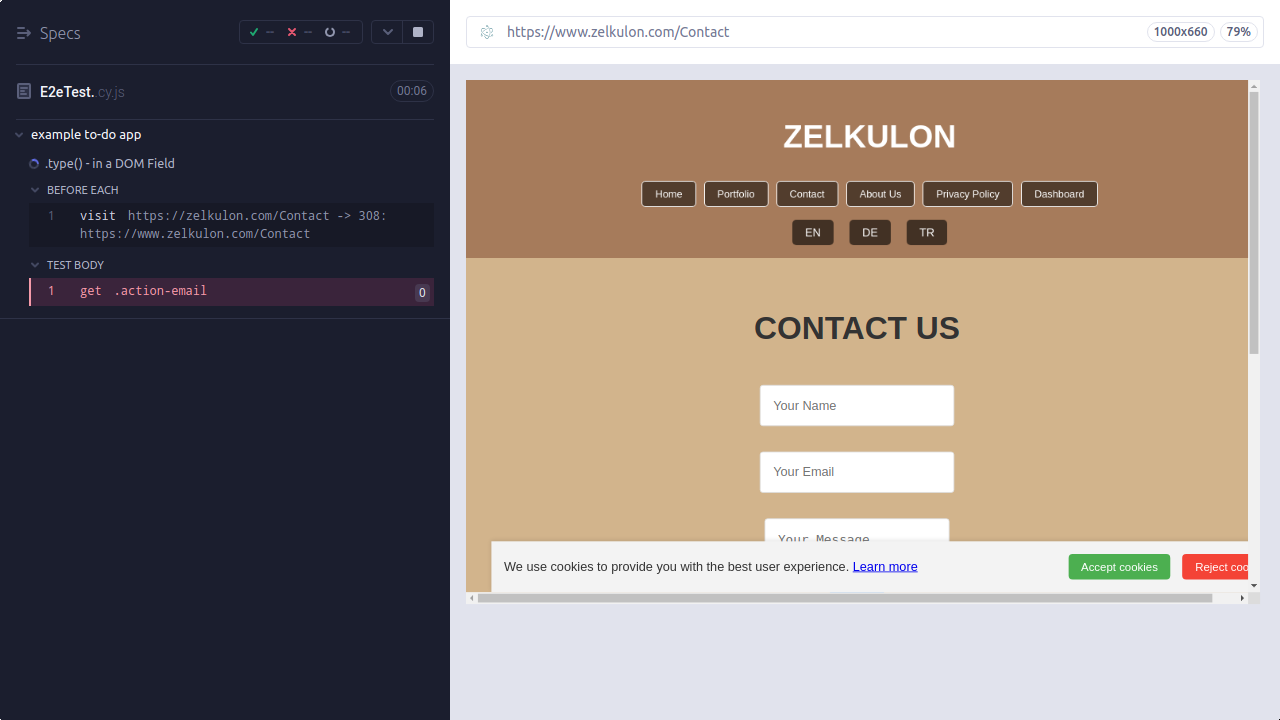 Specs
--
--
--
https://www.zelkulon.com/Contact
1000x660
79%
E2eTest.cy.js
00:06
example to-do app
.type() - in a DOM Field
BEFORE EACH
1 visit https://zelkulon.com/Contact -> 308:
https://www.zelkulon.com/Contact
TEST BODY
1 get .action-email 0
ZELKULON
Home Portfolio Contact About Us Privacy Policy Dashboard
EN DE TR
CONTACT US
Your Name
Your Email
Your Message
We use cookies to provide you with the best user experience. Learn more
Accept cookies
Reject coo